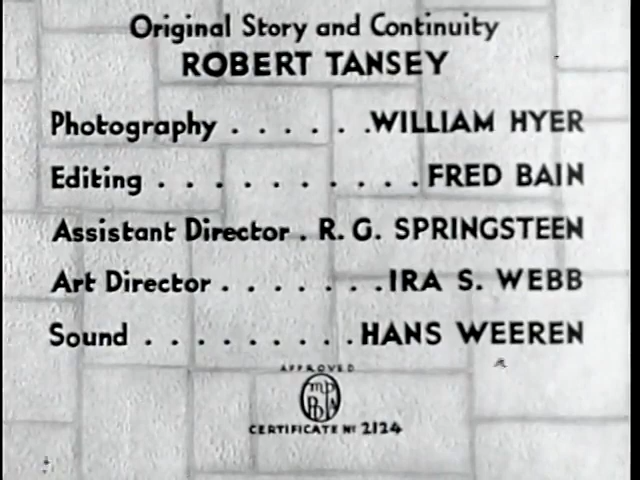 Original Story and Continuity
ROBERT TANSEY
Photography . . . . . . .WILLIAM HYER
Editing . . . . . . . . . . .FRED BAIN
Assistant Director . R. G. SPRINGSTEEN
Art Director . . . . . . . .IRA S. WEBB
Sound . . . . . . . . . HANS WEEREN
APPROVED
MPPDA
CERTIFICATE Nº 2124